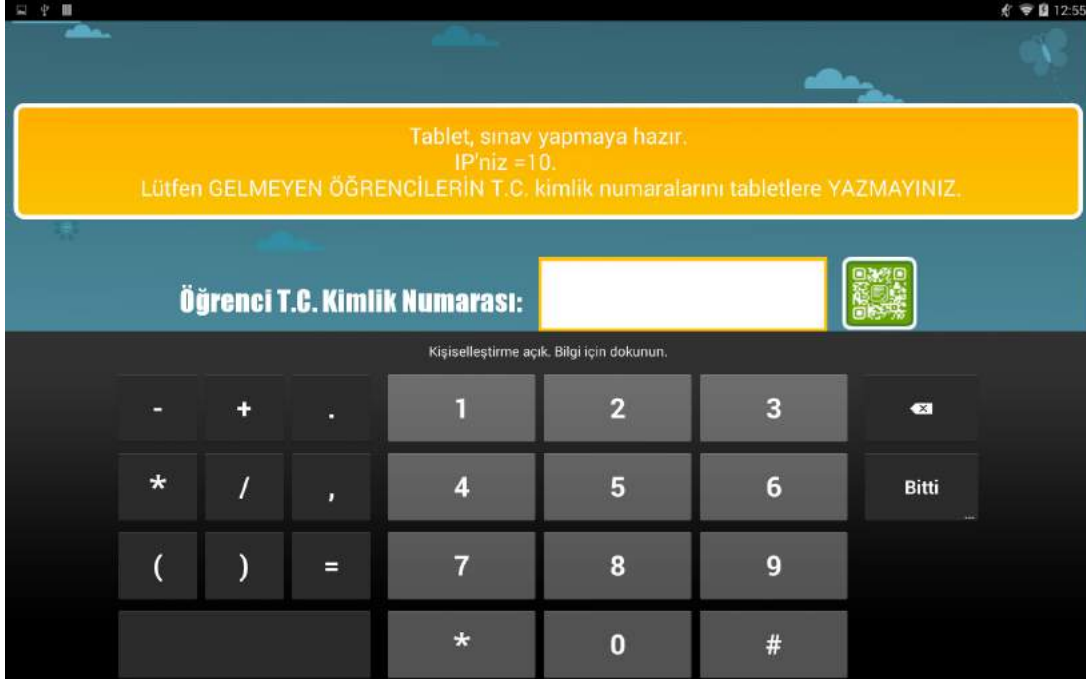 12:55
Tablet, sınav yapmaya hazır.
IP'niz =10.
Lütfen GELMEYEN ÖĞRENCİLERİN T.C. kimlik numaralarını tabletlere YAZMAYINIZ.
Öğrenci T.C. Kimlik Numarası:
Kişiselleştirme açık. Bilgi için dokunun.
- + . 1 2 3
* / , 4 5 6 Bitti
( ) = 7 8 9
* 0 #